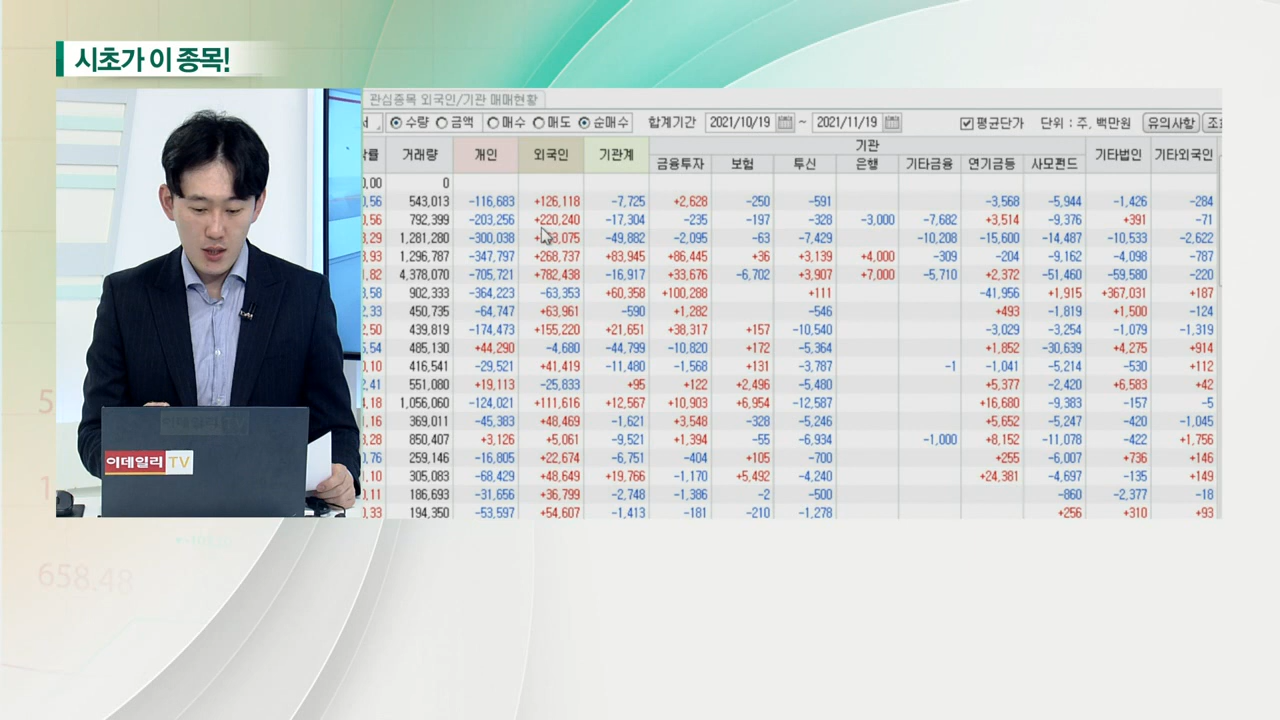 시초가 이 종목!
관심종목 외국인/기관 매매현황
수량 금액 매수 매도 순매수 합계기간 2021/10/19 ~ 2021/11/19 평균단가 단위 : 주, 백만원 유의사항
거래량 개인 외국인 기관계 기관 기타법인 기타외국인
금융투자 보험 투신 은행 기타금융 연기금등 사모펀드
0
543,013 -116,683 +126,118 -7,725 +2,628 -250 -591 -3,568 -5,944 -1,426 -284
792,399 -203,256 +220,240 -17,304 -235 -197 -328 -3,000 -7,682 +3,514 -9,376 +391 -71
1,281,280 -300,038 -49,882 -2,095 -63 -7,429 -10,208 -15,600 -14,487 -10,533 -2,622
1,296,787 -347,797 +268,737 +83,945 +86,445 +36 +3,139 +4,000 -309 -204 -9,162 -4,098 -787
4,378,070 -705,721 +782,438 -16,917 +33,676 -6,702 +3,907 +7,000 -5,710 +2,372 -51,460 -59,580 -220
902,333 -364,223 -63,353 +60,358 +100,288 +111 -41,956 +1,915 +367,031 +187
450,735 -64,747 +63,961 -590 +1,282 -546 +493 -1,819 +1,500 -124
439,819 -174,473 +155,220 +21,651 +38,317 +157 -10,540 -3,029 -3,254 -1,079 -1,319
485,130 +44,290 -4,680 -44,799 -10,820 +172 -5,364 +1,852 -30,639 +4,275 +914
416,541 -29,521 +41,419 -11,480 -1,568 +131 -3,787 -1 -1,041 -5,214 -530 +112
551,080 +19,113 -25,833 +95 +122 +2,496 -5,480 +5,377 -2,420 +6,583 +42
1,056,060 -124,021 +111,616 +12,567 +10,903 +6,954 -12,587 +16,680 -9,383 -157 -5
369,011 -45,383 +48,469 -1,621 +3,548 -328 -5,246 +5,652 -5,247 -420 -1,045
850,407 +3,126 +5,061 -9,521 +1,394 -55 -6,934 -1,000 +8,152 -11,078 -422 +1,756
259,146 -16,805 +22,674 -6,751 -404 +105 -700 +255 -6,007 +736 +146
305,083 -68,429 +48,649 +19,766 -1,170 +5,492 -4,240 +24,381 -4,697 -135 +149
186,693 -31,656 +36,799 -2,748 -1,386 -2 -500 -860 -2,377 -18
194,350 -53,597 +54,607 -1,413 -181 -210 -1,278 +256 +310 +93
이데일리 TV
658.48